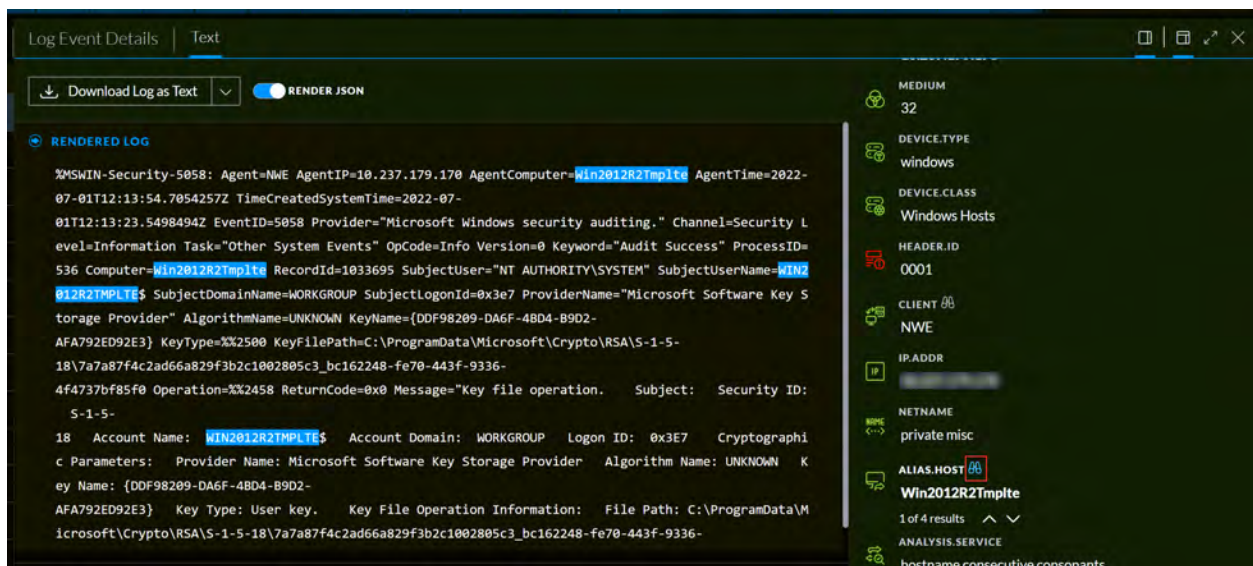 Log Event Details
Text
Download Log as Text
RENDER JSON
RENDERED LOG
%MSWIN-Security-5058: Agent=NWE AgentIP=10.237.179.170 AgentComputer=Win2012R2Tmplte AgentTime=2022-
07-01T12:13:54.7054257Z TimeCreatedSystemTime=2022-07-
01T12:13:23.5498494Z EventID=5058 Provider="Microsoft Windows security auditing." Channel=Security L
evel=Information Task="Other System Events" OpCode=Info Version=0 Keyword="Audit Success" ProcessID=
536 Computer=Win2012R2Tmplte RecordId=1033695 SubjectUser="NT AUTHORITY\SYSTEM" SubjectUserName=WIN2
012R2TMPLTE$ SubjectDomainName=WORKGROUP SubjectLogonId=0x3e7 ProviderName="Microsoft Software Key S
torage Provider" AlgorithmName=UNKNOWN KeyName={DDF98209-DA6F-4BD4-B9D2-
AFA792ED92E3} KeyType=%%2500 KeyFilePath=C:\ProgramData\Microsoft\Crypto\RSA\S-1-5-
18\7a7a87f4c2ad66a829f3b2c1002805c3_bc162248-fe70-443f-9336-
4f4737bf85f0 Operation=%%2458 ReturnCode=0x0 Message="Key file operation. Subject: Security ID:
S-1-5-
18 Account Name: WIN2012R2TMPLTE$ Account Domain: WORKGROUP Logon ID: 0x3E7 Cryptographi
c Parameters: Provider Name: Microsoft Software Key Storage Provider Algorithm Name: UNKNOWN K
ey Name: {DDF98209-DA6F-4BD4-B9D2-
AFA792ED92E3} Key Type: User key. Key File Operation Information: File Path: C:\ProgramData\M
icrosoft\Crypto\RSA\S-1-5-18\7a7a87f4c2ad66a829f3b2c1002805c3_bc162248-fe70-443f-9336-
MEDIUM
32
DEVICE.TYPE
windows
DEVICE.CLASS
Windows Hosts
HEADER.ID
0001
CLIENT
NWE
IP
IP.ADDR
NAME
NETNAME
private misc
ALIAS.HOST
Win2012R2Tmplte
1 of 4 results
ANALYSIS.SERVICE
hostname consecutive consonants